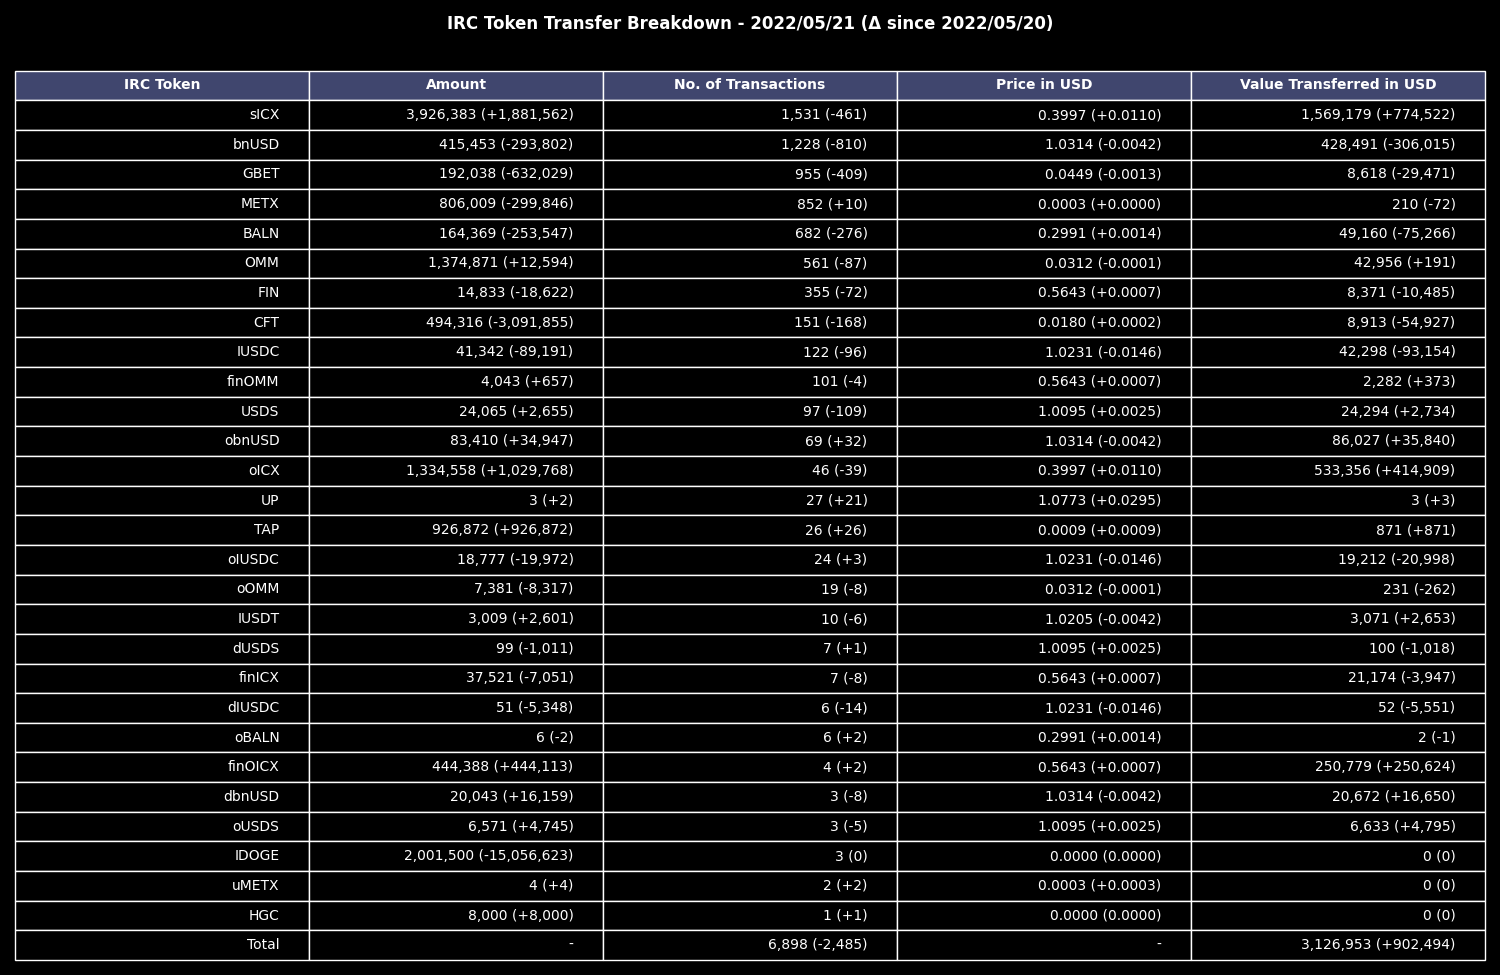 IRC Token Transfer Breakdown - 2022/05/21 (Δ since 2022/05/20)
IRC Token Amount No. of Transactions Price in USD Value Transferred in USD
sICX 3,926,383 (+1,881,562) 1,531 (-461) 0.3997 (+0.0110) 1,569,179 (+774,522)
bnUSD 415,453 (-293,802) 1,228 (-810) 1.0314 (-0.0042) 428,491 (-306,015)
GBET 192,038 (-632,029) 955 (-409) 0.0449 (-0.0013) 8,618 (-29,471)
METX 806,009 (-299,846) 852 (+10) 0.0003 (+0.0000) 210 (-72)
BALN 164,369 (-253,547) 682 (-276) 0.2991 (+0.0014) 49,160 (-75,266)
OMM 1,374,871 (+12,594) 561 (-87) 0.0312 (-0.0001) 42,956 (+191)
FIN 14,833 (-18,622) 355 (-72) 0.5643 (+0.0007) 8,371 (-10,485)
CFT 494,316 (-3,091,855) 151 (-168) 0.0180 (+0.0002) 8,913 (-54,927)
IUSDC 41,342 (-89,191) 122 (-96) 1.0231 (-0.0146) 42,298 (-93,154)
finOMM 4,043 (+657) 101 (-4) 0.5643 (+0.0007) 2,282 (+373)
USDS 24,065 (+2,655) 97 (-109) 1.0095 (+0.0025) 24,294 (+2,734)
obnUSD 83,410 (+34,947) 69 (+32) 1.0314 (-0.0042) 86,027 (+35,840)
oICX 1,334,558 (+1,029,768) 46 (-39) 0.3997 (+0.0110) 533,356 (+414,909)
UP 3 (+2) 27 (+21) 1.0773 (+0.0295) 3 (+3)
TAP 926,872 (+926,872) 26 (+26) 0.0009 (+0.0009) 871 (+871)
oIUSDC 18,777 (-19,972) 24 (+3) 1.0231 (-0.0146) 19,212 (-20,998)
oOMM 7,381 (-8,317) 19 (-8) 0.0312 (-0.0001) 231 (-262)
IUSDT 3,009 (+2,601) 10 (-6) 1.0205 (-0.0042) 3,071 (+2,653)
dUSDS 99 (-1,011) 7 (+1) 1.0095 (+0.0025) 100 (-1,018)
finICX 37,521 (-7,051) 7 (-8) 0.5643 (+0.0007) 21,174 (-3,947)
dIUSDC 51 (-5,348) 6 (-14) 1.0231 (-0.0146) 52 (-5,551)
oBALN 6 (-2) 6 (+2) 0.2991 (+0.0014) 2 (-1)
finOICX 444,388 (+444,113) 4 (+2) 0.5643 (+0.0007) 250,779 (+250,624)
dbnUSD 20,043 (+16,159) 3 (-8) 1.0314 (-0.0042) 20,672 (+16,650)
oUSDS 6,571 (+4,745) 3 (-5) 1.0095 (+0.0025) 6,633 (+4,795)
IDOGE 2,001,500 (-15,056,623) 3 (0) 0.0000 (0.0000) 0 (0)
uMETX 4 (+4) 2 (+2) 0.0003 (+0.0003) 0 (0)
HGC 8,000 (+8,000) 1 (+1) 0.0000 (0.0000) 0 (0)
Total - 6,898 (-2,485) - 3,126,953 (+902,494)